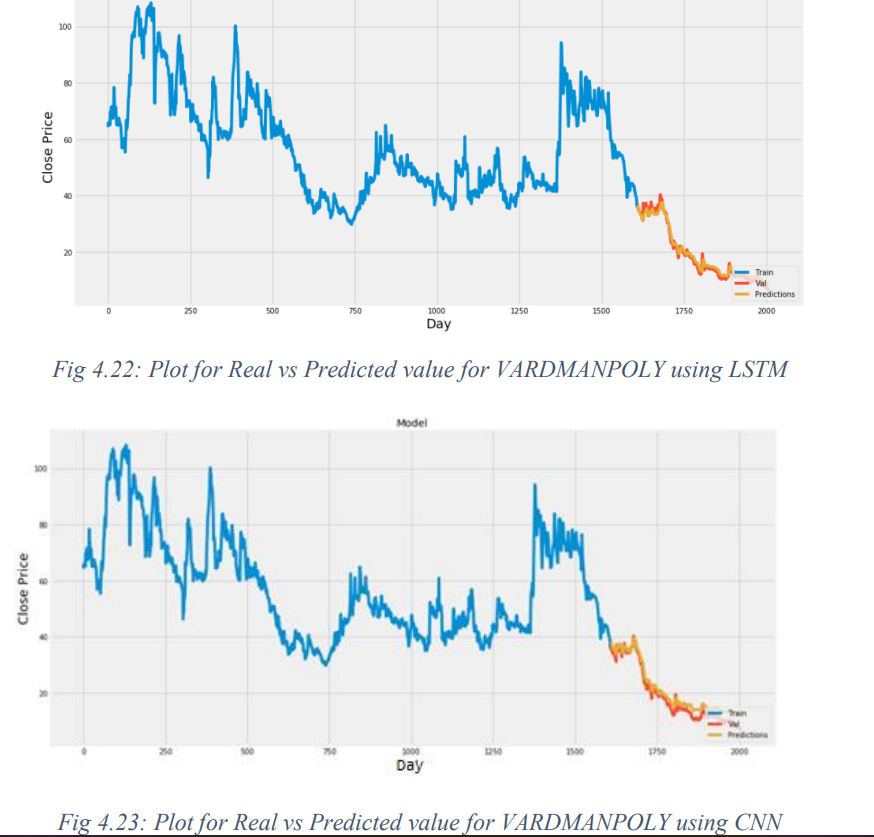 100
80
60
40
20
Close Price
Train
Val
Predictions
0 250 500 750 1000 1250 1500 1750 2000
Day
Fig 4.22: Plot for Real vs Predicted value for VARDMANPOLY using LSTM
Model
100
80
60
40
20
Close Price
Train
Val
Predictions
0 250 500 750 1000 1250 1500 1750 2000
Day
Fig 4.23: Plot for Real vs Predicted value for VARDMANPOLY using CNN